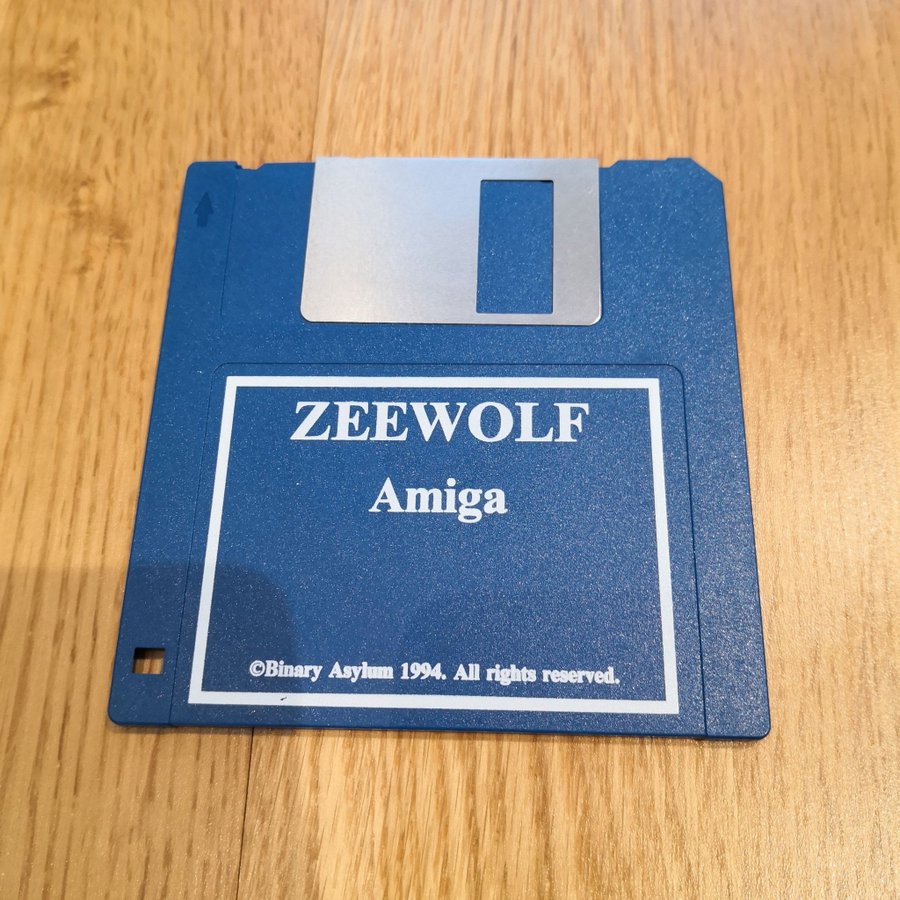 ZEEWOLF
Amiga
©Binary Asylum 1994. All rights reserved.